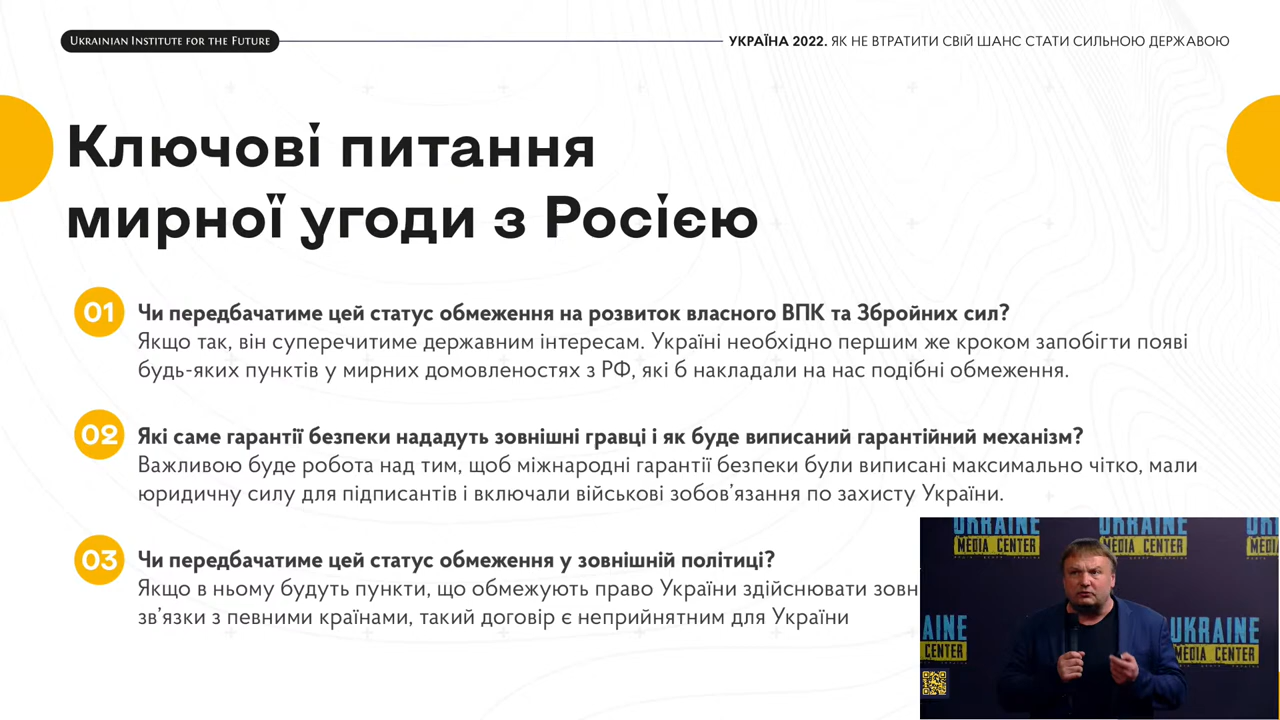 UKRAINIAN INSTITUTE FOR THE FUTURE
УКРАЇНА 2022. ЯК НЕ ВТРАТИТИ СВІЙ ШАНС СТАТИ СИЛЬНОЮ ДЕРЖАВОЮ
Ключові питання
мирної угоди з Росією
01
Чи передбачатиме цей статус обмеження на розвиток власного ВПК та Збройних сил?
Якщо так, він суперечитиме державним інтересам. Україні необхідно першим же кроком запобігти появі
будь-яких пунктів у мирних домовленостях з РФ, які б накладали на нас подібні обмеження.
02
Які саме гарантії безпеки нададуть зовнішні гравці і як буде виписаний гарантійний механізм?
Важливою буде робота над тим, щоб міжнародні гарантії безпеки були виписані максимально чітко, мали
юридичну силу для підписантів і включали військові зобов’язання по захисту України.
03
Чи передбачатиме цей статус обмеження у зовнішній політиці?
Якщо в ньому будуть пункти, що обмежують право України здійснювати зовн
зв’язки з певними країнами, такий договір є неприйнятним для України
UKRAINE
MEDIA CENTER
UKRAINE
MEDIA CENTER
MEDIA
UKRAINE
MEDIA CENTER